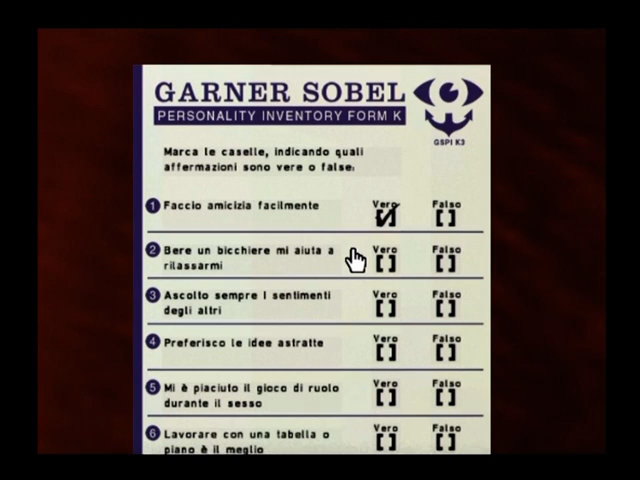 GARNER SOBEL
PERSONALITY INVENTORY FORM K
GSPI K3
Marca le caselle, indicando quali
affermazioni sono vere o false:
1 Faccio amicizia facilmente
Vero Falso
[ ] [ ]
2 Bere un bicchiere mi aiuta a
rilassarmi
Vero Falso
[ ] [ ]
3 Ascolto sempre I sentimenti
degli altri
Vero Falso
[ ] [ ]
4 Preferisco le idee astratte
Vero Falso
[ ] [ ]
5 Mi è piaciuto il gioco di ruolo
durante il sesso
Vero Falso
[ ] [ ]
6 Lavorare con una tabella o
piano è il meglio
Vero Falso
[ ] [ ]